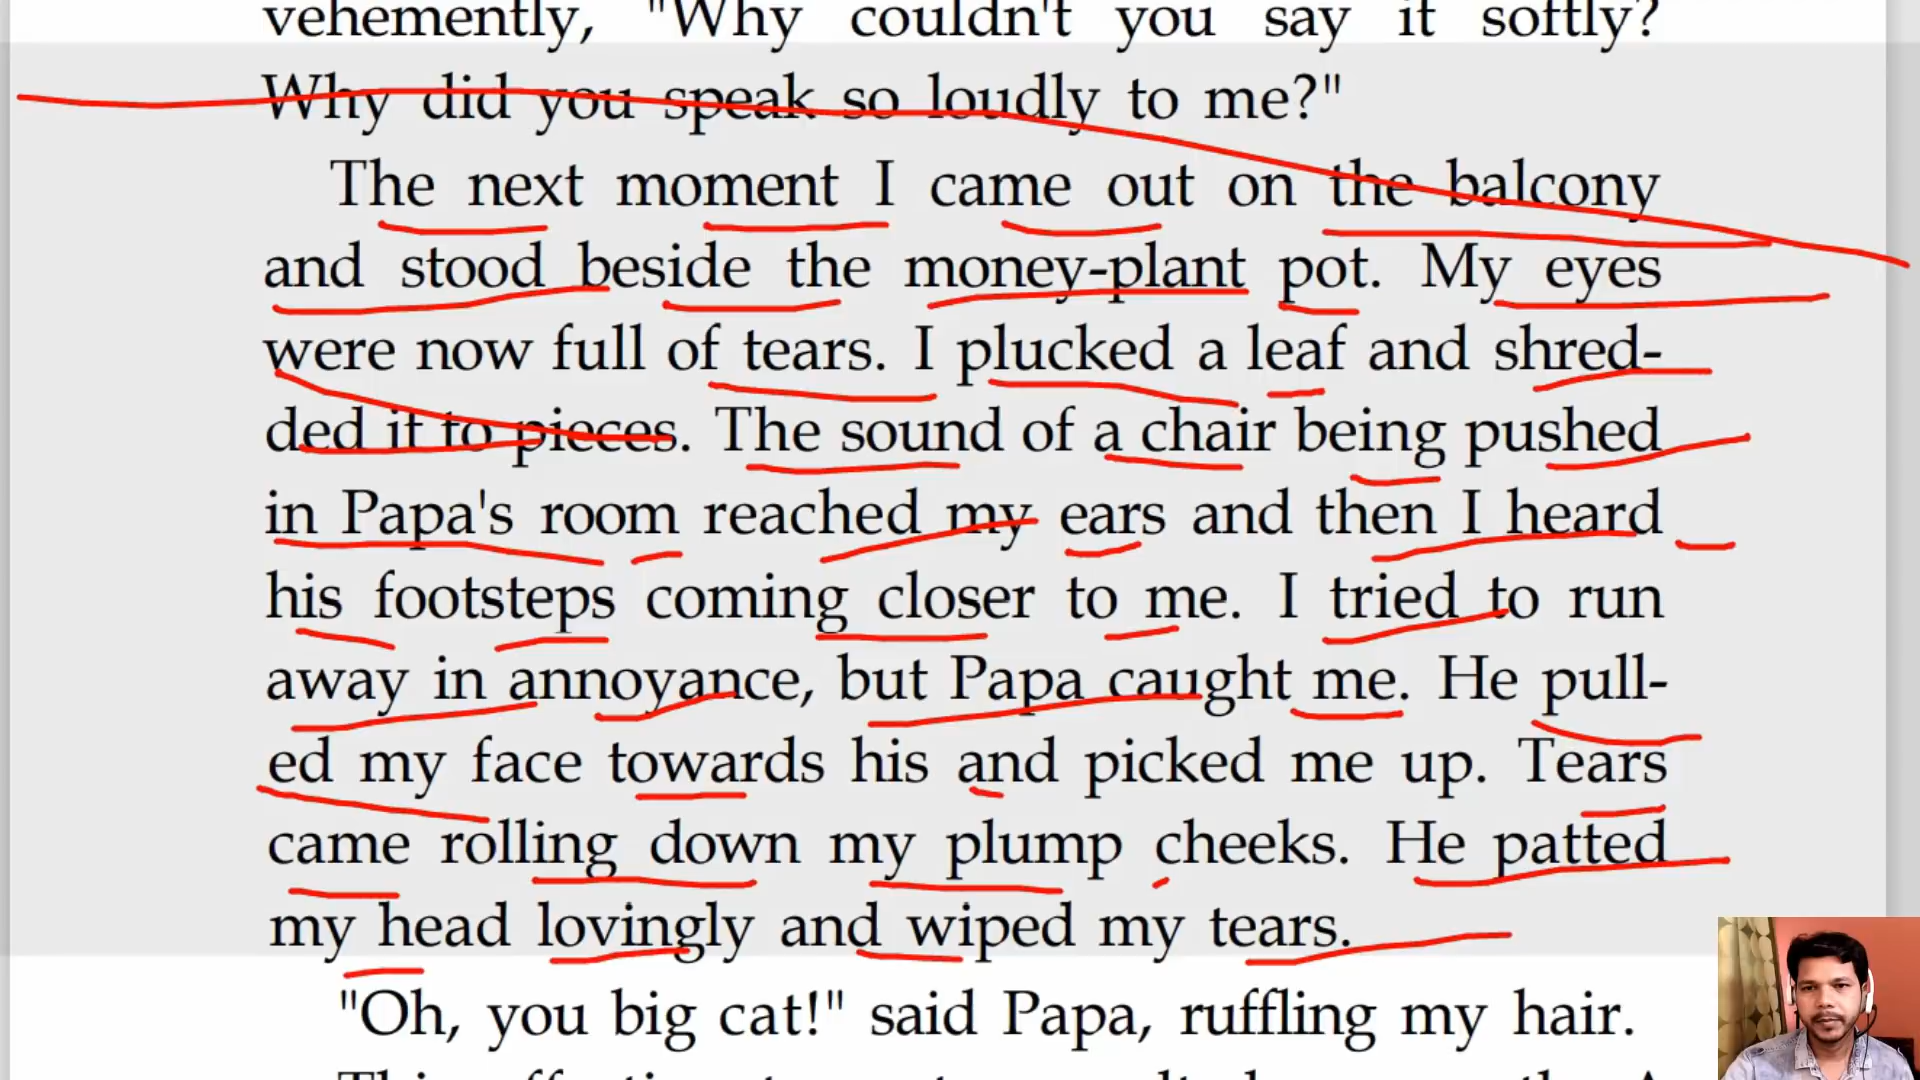 vehemently, "Why couldn't you say it softly?
Why did you speak so loudly to me?"
The next moment I came out on the balcony
and stood beside the money-plant pot. My eyes
were now full of tears. I plucked a leaf and shred-
ded it to pieces. The sound of a chair being pushed
in Papa's room reached my ears and then I heard
his footsteps coming closer to me. I tried to run
away in annoyance, but Papa caught me. He pull-
ed my face towards his and picked me up. Tears
came rolling down my plump cheeks. He patted
my head lovingly and wiped my tears.
"Oh, you big cat!" said Papa, ruffling my hair.